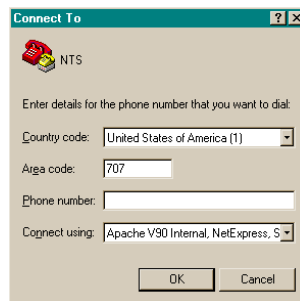 Connect To
NTS
Enter details for the phone number that you want to dial:
Country code: United States of America (1)
Area code: 707
Phone number:
Connect using: Apache V90 Internal, NetExpress, S
OK Cancel